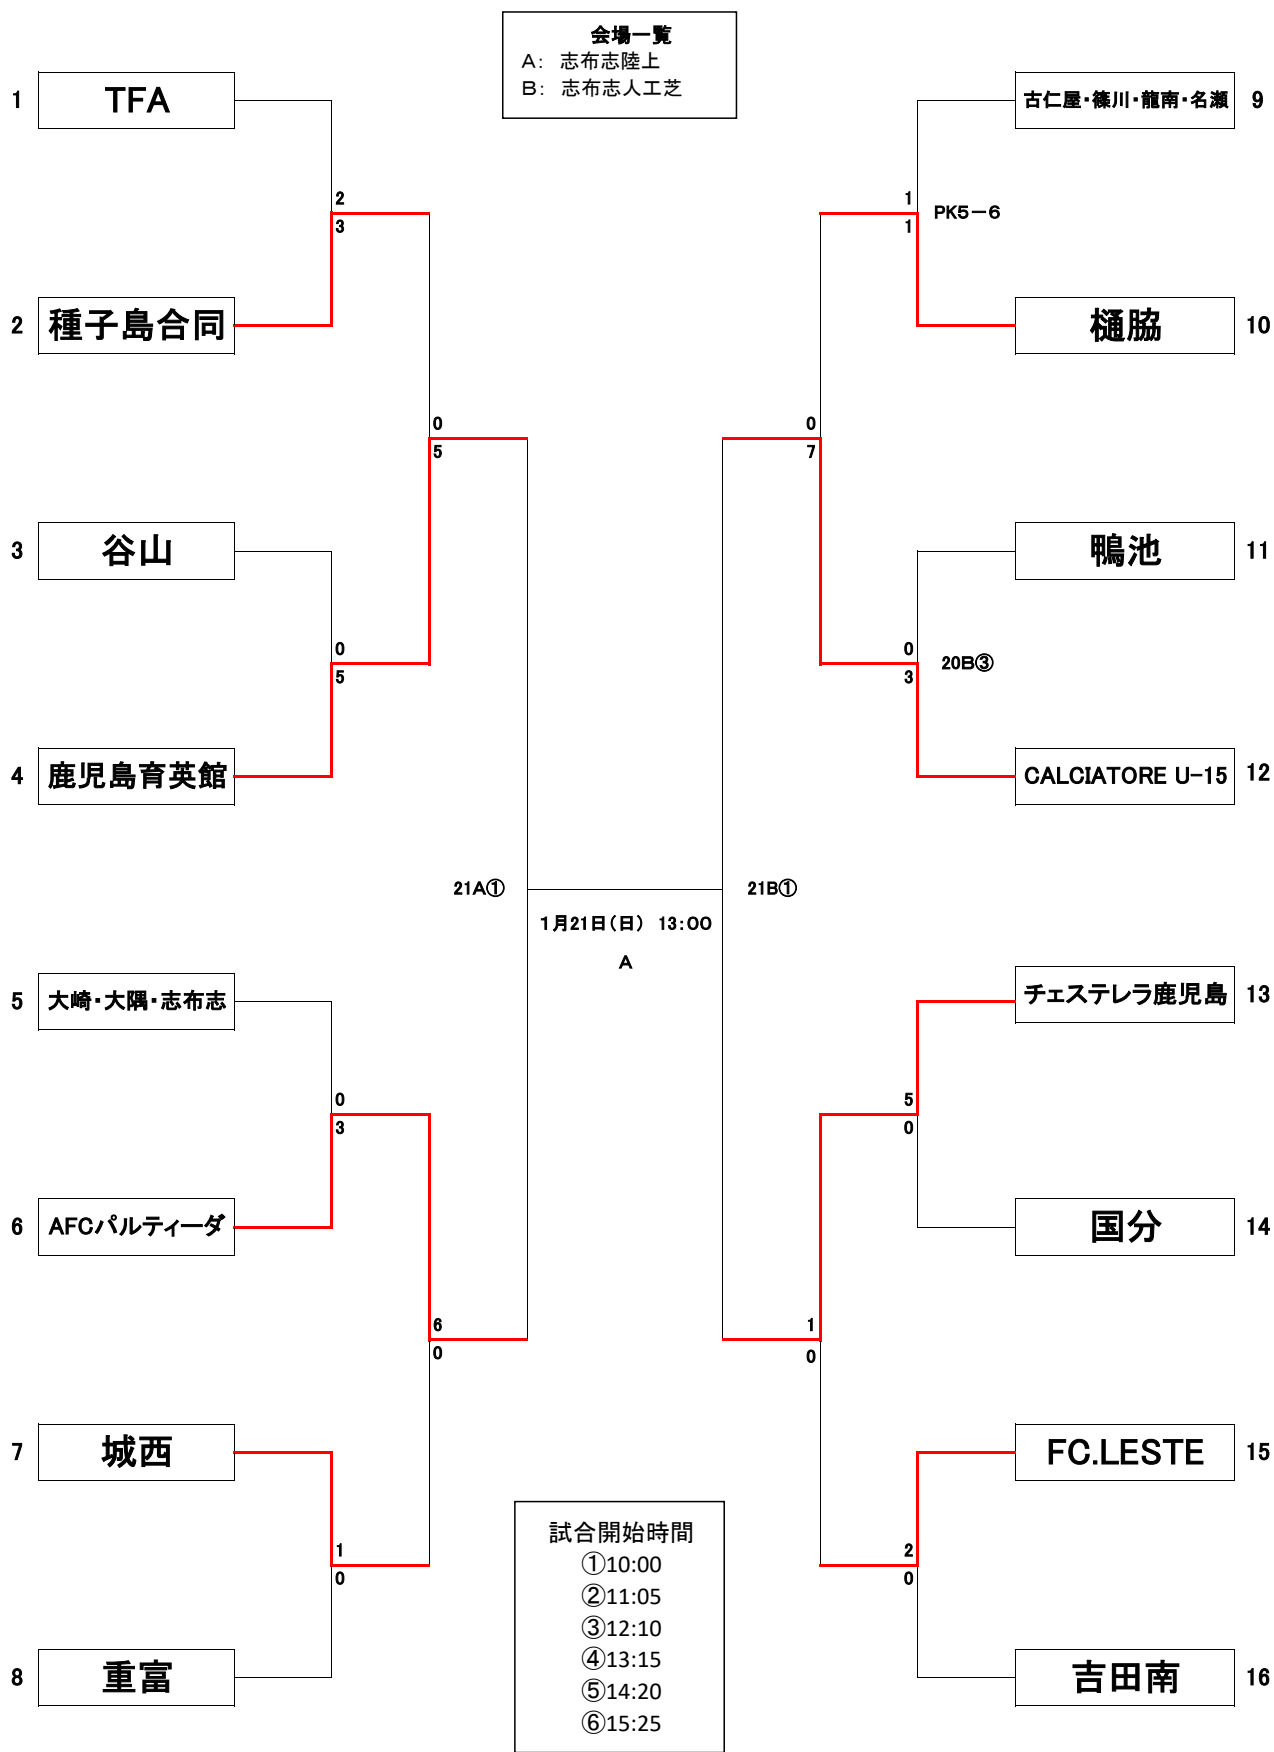 会場一覧
A: 志布志陸上
B: 志布志人工芝
1 TFA
2
3
2 種子島合同
0
5
3 谷山
0
5
4 鹿児島育英館
21A①
5 大崎・大隅・志布志
0
3
6 AFCパルティーダ
6
0
7 城西
1
0
8 重富
1月21日(日) 13:00
A
古仁屋・篠川・龍南・名瀬 9
1
1
PK5-6
樋脇 10
0
7
鴨池 11
0
3
20B③
CALCIATORE U-15 12
21B①
チェステレラ鹿児島 13
5
0
国分 14
1
0
FC.LESTE 15
2
0
吉田南 16
試合開始時間
①10:00
②11:05
③12:10
④13:15
⑤14:20
⑥15:25